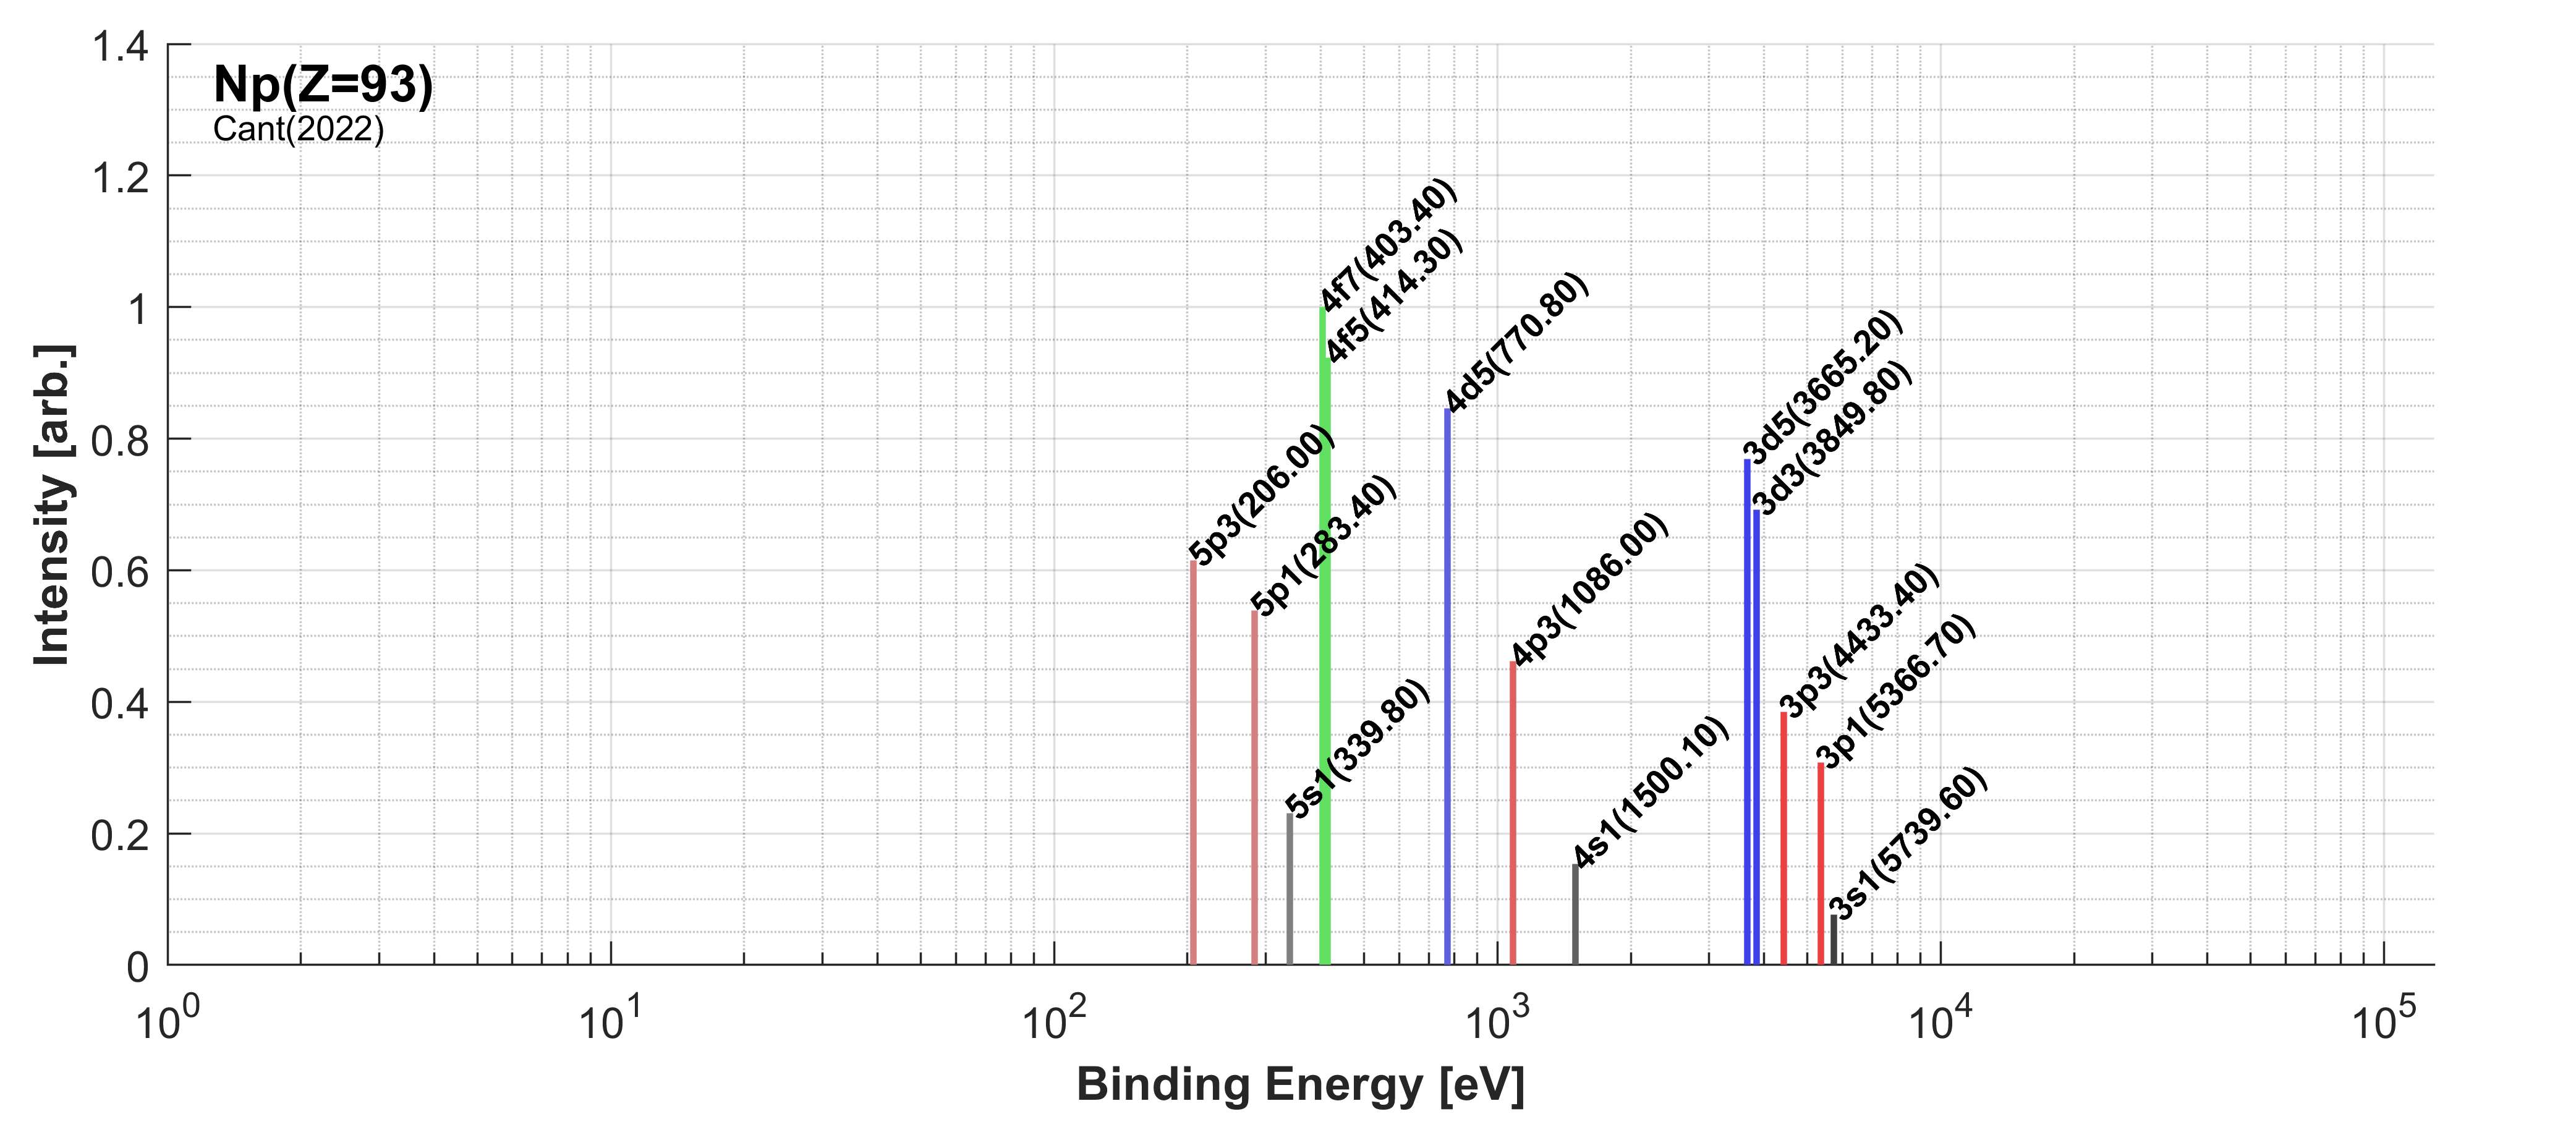 Np(Z=93)
Cant(2022)
1.4
1.2
1
0.8
0.6
0.4
0.2
0
Intensity [arb.]
5p3(206.00)
5p1(283.40)
5s1(339.80)
4f7(403.40)
4f5(414.30)
4d5(770.80)
4p3(1086.00)
4s1(1500.10)
3d5(3665.20)
3d3(3849.80)
3p3(4433.40)
3p1(5366.70)
3s1(5739.60)
10^0 10^1 10^2 10^3 10^4 10^5
Binding Energy [eV]